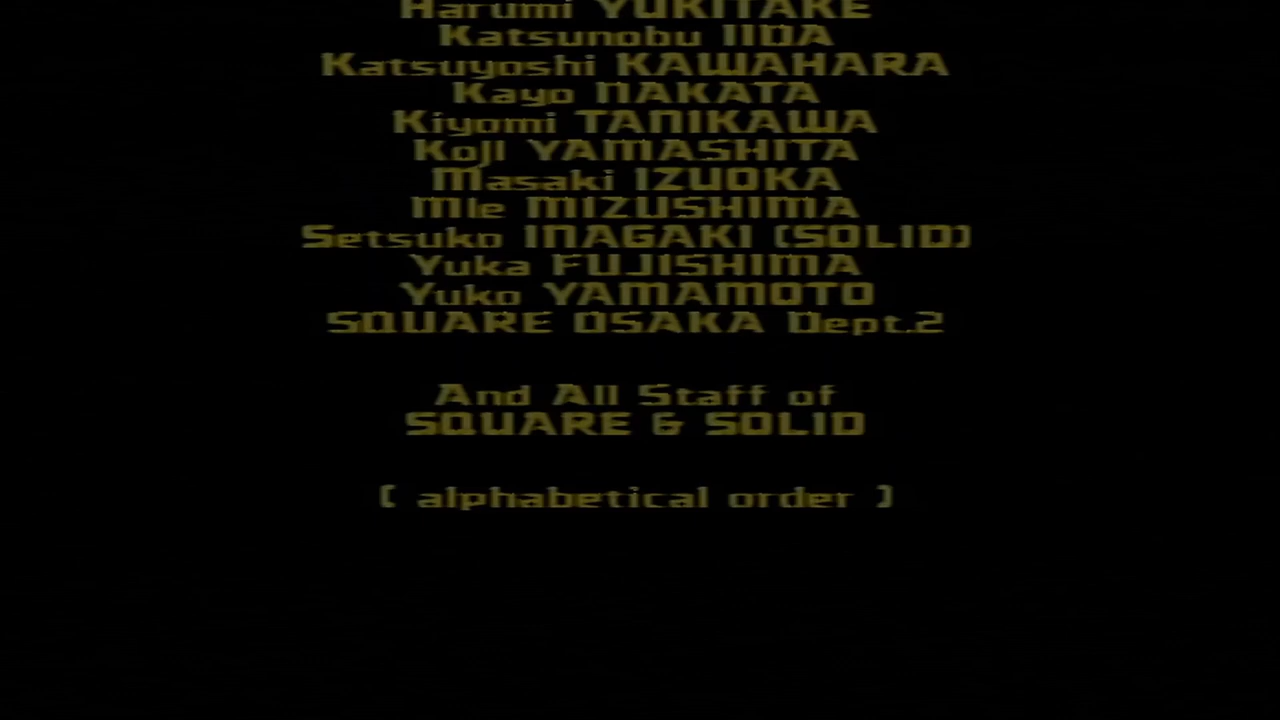 Harumi YUKITAKE
Katsunobu IIDA
Katsuyoshi KAWAHARA
Kayo NAKATA
Kiyomi TANIKAWA
Koji YAMASHITA
Masaki IZUOKA
Mie MIZUSHIMA
Setsuko INAGAKI (SOLID)
Yuka FUJISHIMA
Yuko YAMAMOTO
SQUARE OSAKA Dept.2
And All Staff of
SQUARE & SOLID
( alphabetical order )